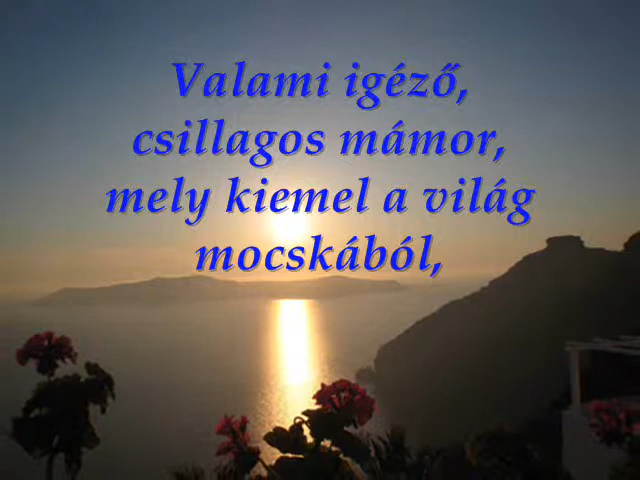 Valami igéző,
csillagos mámor,
mely kiemel a világ
mocskából,